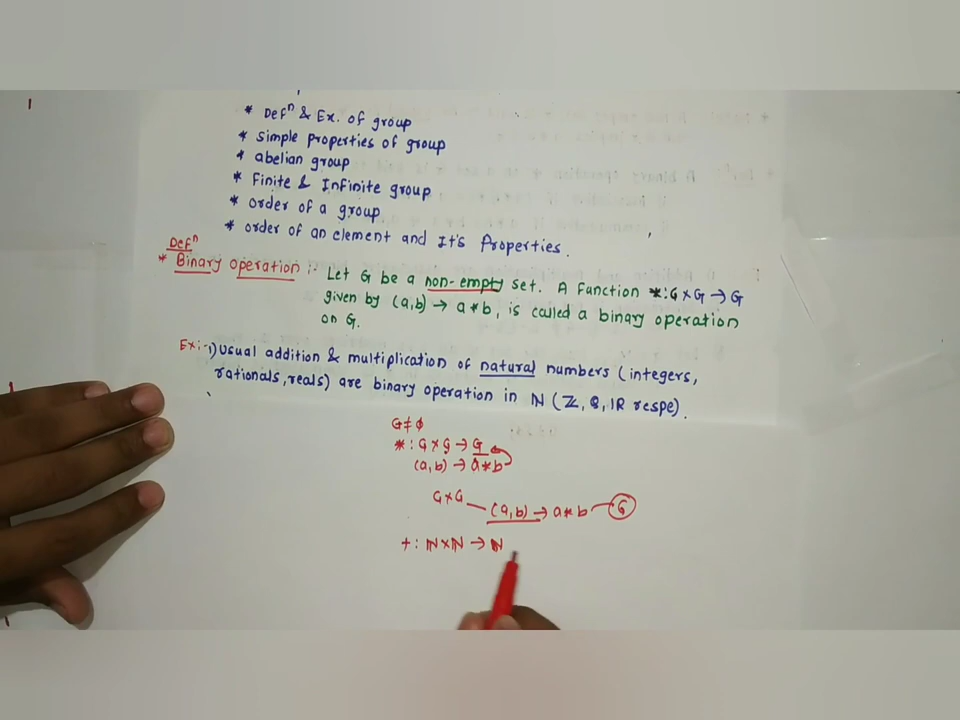 * Defⁿ & Ex. of group
* simple properties of group
* abelian group
* Finite & Infinite group
* order of a group
* order of an element and It's Properties.
Defⁿ
* Binary operation :- Let G be a non-empty set. A function *: G × G → G
given by (a,b) → a * b, is called a binary operation
on G.
Ex:- 1) Usual addition & multiplication of natural numbers (integers,
rationals, reals) are binary operation in N (Z, Q, IR respe).
G ≠ ϕ
* : G × G → G
(a,b) → a * b
G × G — (a,b) → a * b — G
+ : ℕ × ℕ → ℕ